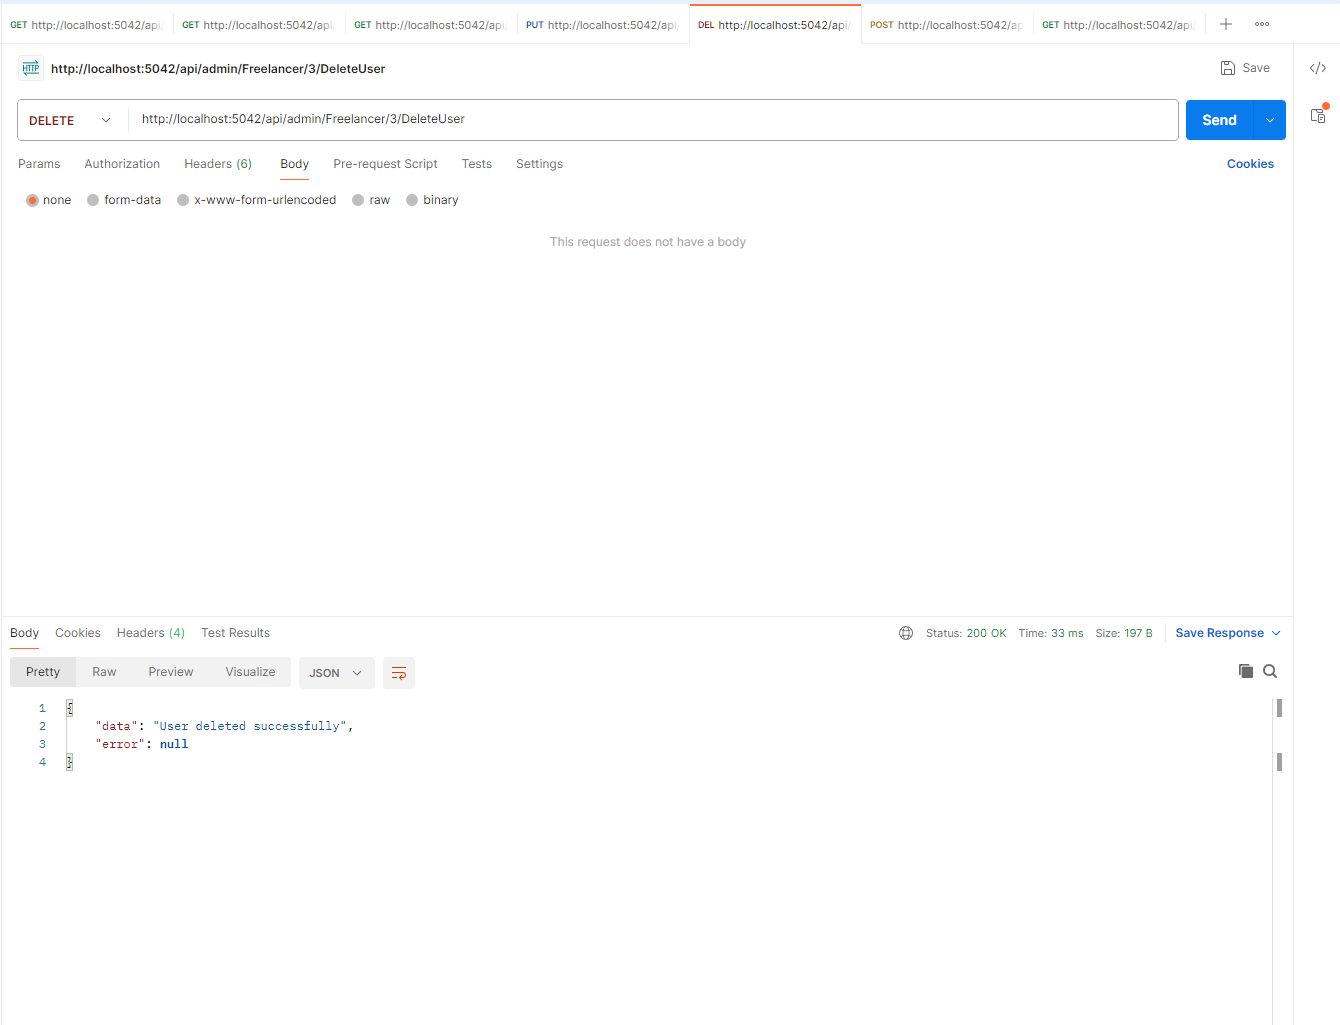 GET http://localhost:5042/api/ GET http://localhost:5042/api/ GET http://localhost:5042/api/ PUT http://localhost:5042/api/ DEL http://localhost:5042/api/ POST http://localhost:5042/ap GET http://localhost:5042/api/
HTTP http://localhost:5042/api/admin/Freelancer/3/DeleteUser Save
DELETE http://localhost:5042/api/admin/Freelancer/3/DeleteUser Send
Params Authorization Headers (6) Body Pre-request Script Tests Settings Cookies
none form-data x-www-form-urlencoded raw binary
This request does not have a body
Body Cookies Headers (4) Test Results Status: 200 OK Time: 33 ms Size: 197 B Save Response
Pretty Raw Preview Visualize JSON
1 {
2 "data": "User deleted successfully",
3 "error": null
4 }